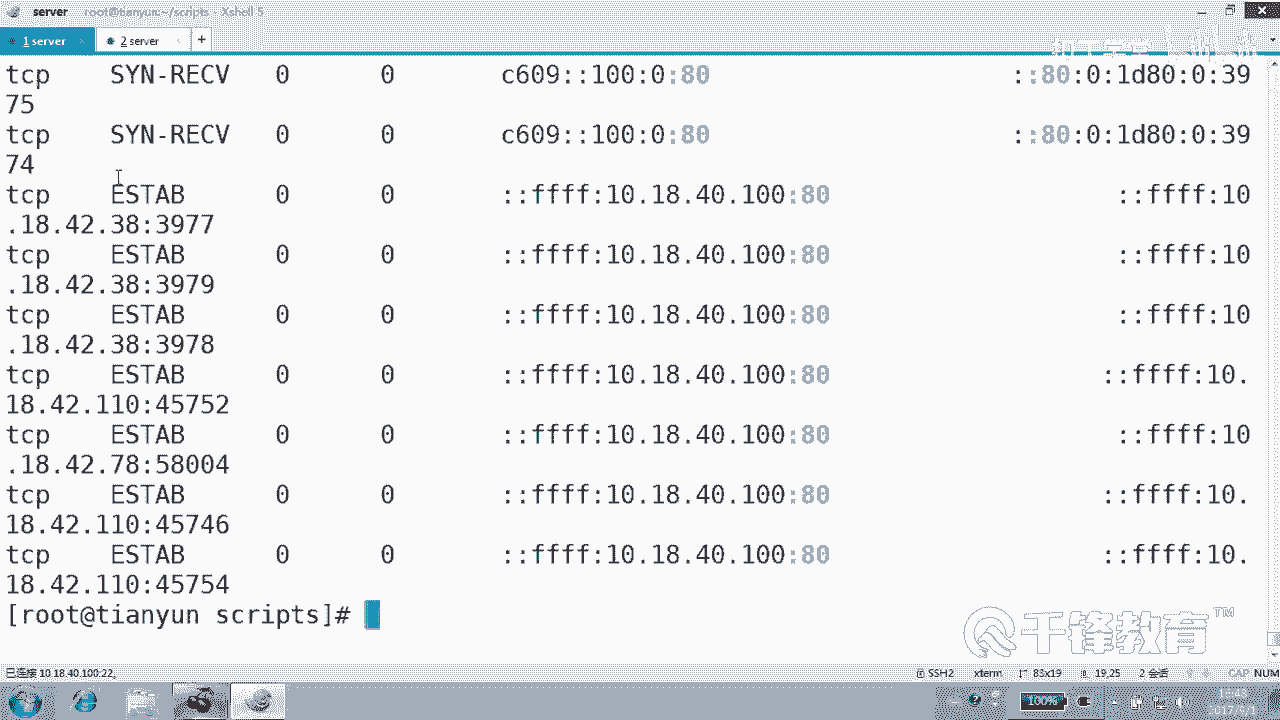 server root@tianyun:~/scripts - Xshell 5
1 server 2 server +
tcp SYN-RECV 0 0 c609::100:0:80 ::80:0:1d80:0:39
75
tcp SYN-RECV 0 0 c609::100:0:80 ::80:0:1d80:0:39
74
tcp ESTAB 0 0 ::ffff:10.18.40.100:80 ::ffff:10
.18.42.38:3977
tcp ESTAB 0 0 ::ffff:10.18.40.100:80 ::ffff:10
.18.42.38:3979
tcp ESTAB 0 0 ::ffff:10.18.40.100:80 ::ffff:10
.18.42.38:3978
tcp ESTAB 0 0 ::ffff:10.18.40.100:80 ::ffff:10.
18.42.110:45752
tcp ESTAB 0 0 ::ffff:10.18.40.100:80 ::ffff:10
.18.42.78:58004
tcp ESTAB 0 0 ::ffff:10.18.40.100:80 ::ffff:10.
18.42.110:45746
tcp ESTAB 0 0 ::ffff:10.18.40.100:80 ::ffff:10.
18.42.110:45754
[root@tianyun scripts]#
千锋教育™
已连接 10.18.40.100:22。 SSH2 xterm 83x19 19,25 2 会话 CAP NUM
100% 16:48
2017/9/1